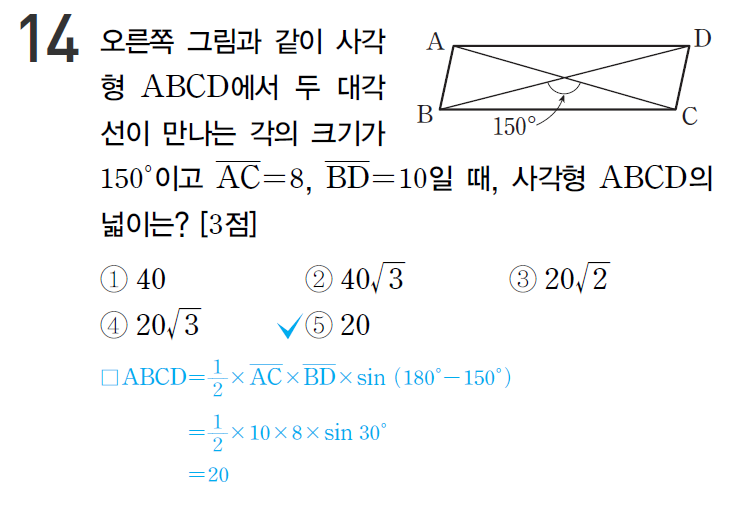 14 오른쪽 그림과 같이 사각
형 ABCD에서 두 대각
선이 만나는 각의 크기가
150°이고 A̅C̅=8, B̅D̅=10일 때, 사각형 ABCD의
넓이는? [3점]
A
D
B
C
150°
① 40 ② 40√3 ③ 20√2
④ 20√3 ⑤ 20
□ABCD=1/2×A̅C̅×B̅D̅×sin (180°−150°)
=1/2×10×8×sin 30°
=20